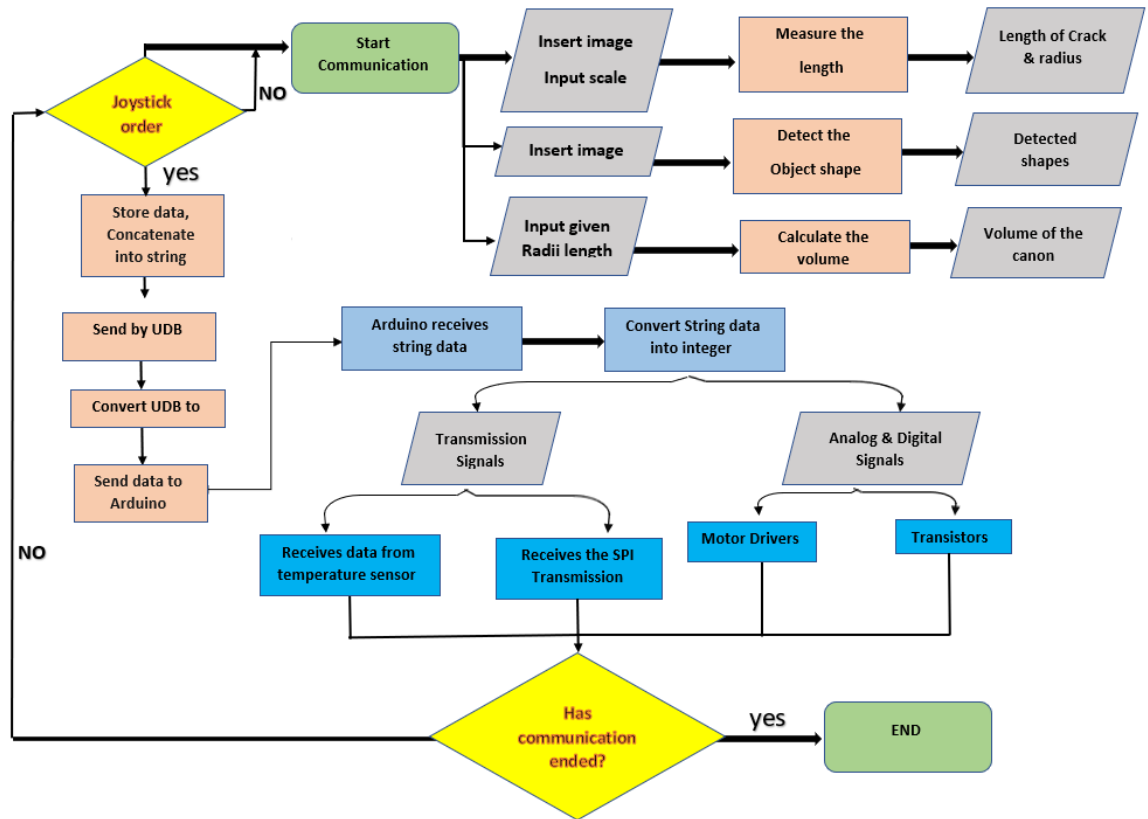 Start
Communication
Insert image
Input scale
Measure the
length
Length of Crack
& radius
NO
Joystick
order
yes
Insert image
Detect the
Object shape
Detected
shapes
Store data,
Concatenate
into string
Input given
Radii length
Calculate the
volume
Volume of the
canon
Send by UDB
Arduino receives
string data
Convert String data
into integer
Convert UDB to
Transmission
Signals
Analog & Digital
Signals
Send data to
Arduino
NO
Receives data from
temperature sensor
Receives the SPI
Transmission
Motor Drivers
Transistors
Has
communication
ended?
yes
END